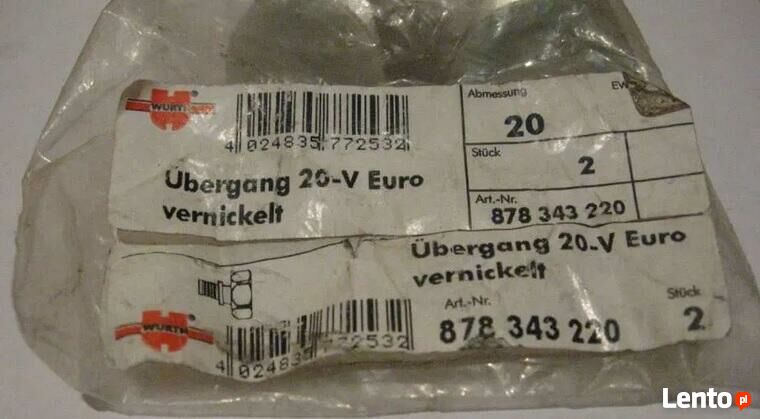 WÜRTH
4 024835 772532
Übergang 20-V Euro
vernickelt
Abmessung
20
Stück
2
Art.-Nr.
878 343 220
Übergang 20-V Euro
vernickelt
Art.-Nr.
Stück
878 343 220
2
WÜRTH
4 024835 772532
Lento.pl